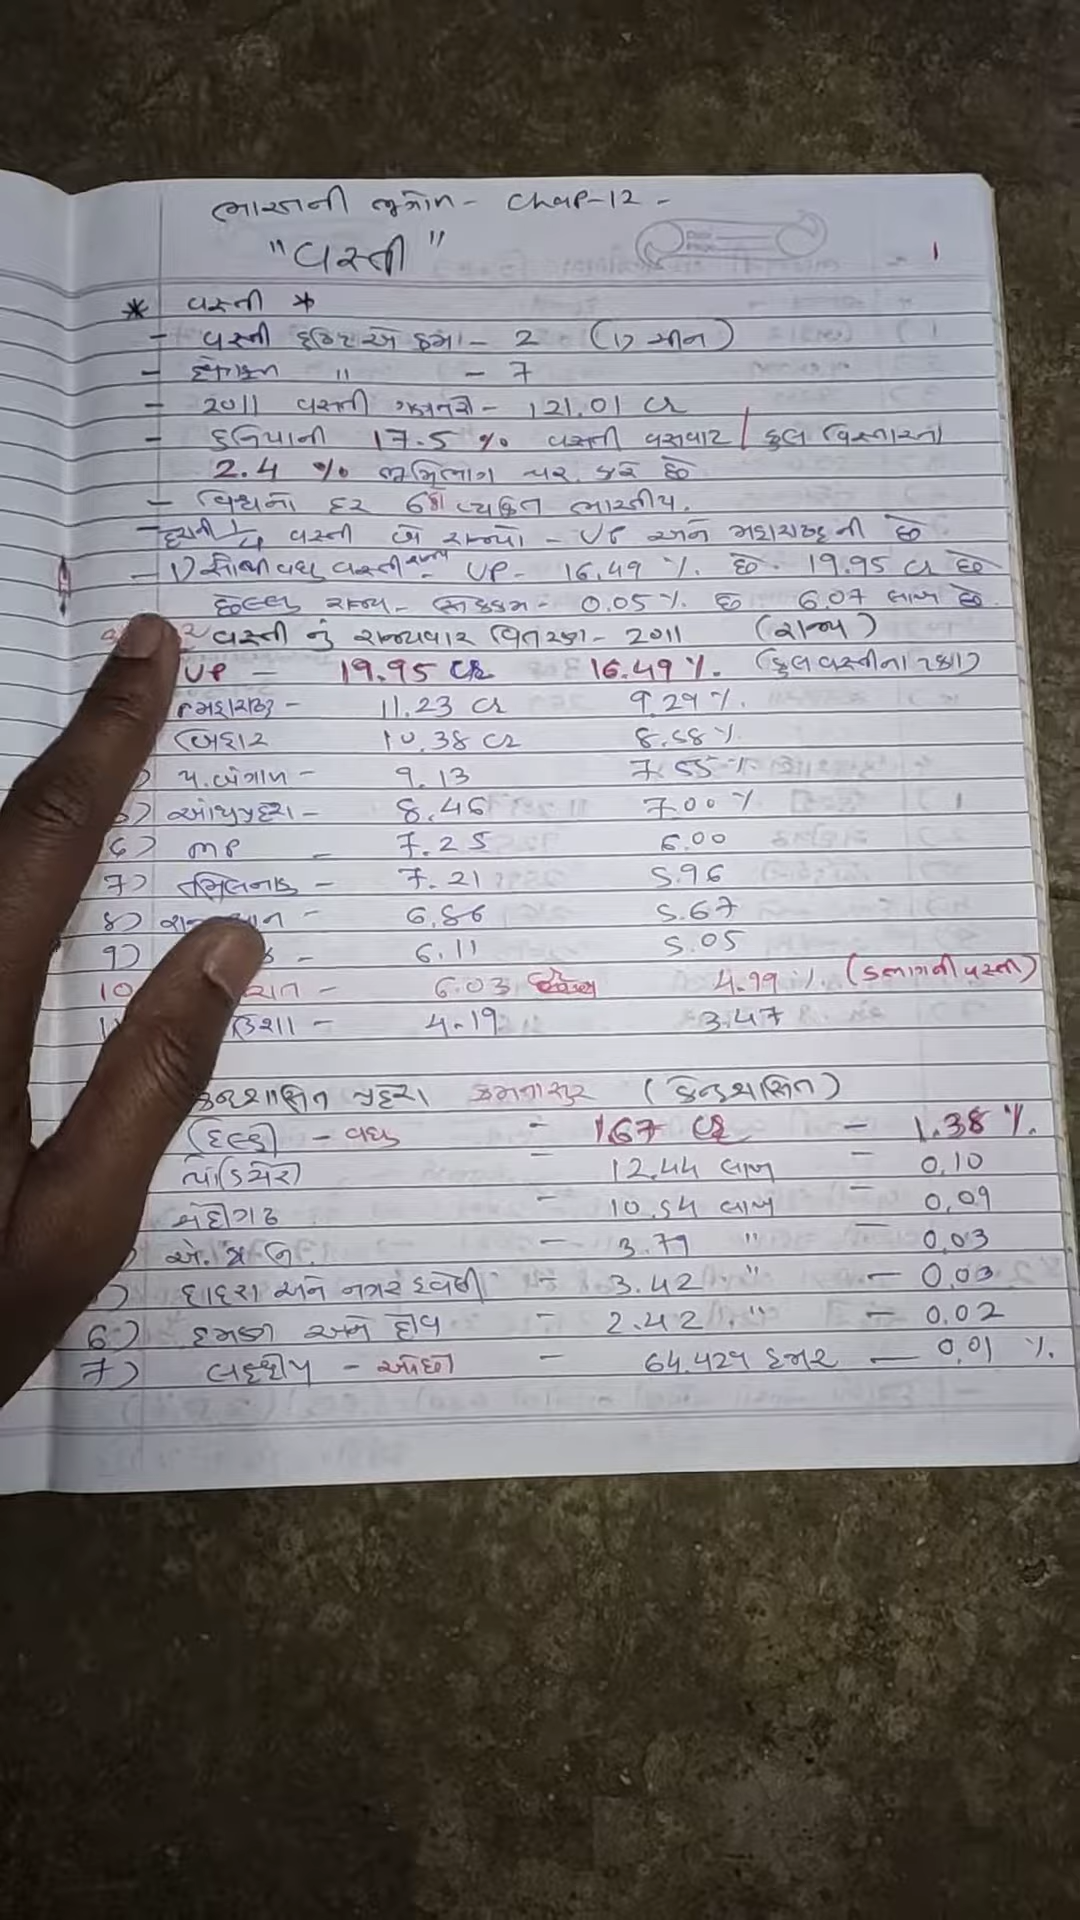 ભારતની ભૂગોળ - Chap-12 -
"વસ્તી"
1
* વસ્તી *
- વસ્તી દ્રષ્ટિએ ક્રમ - 2 (1) ચીન)
- ક્ષેત્રફળ " - 7
- 2011 વસ્તી ગણતરી - 121.01 cr
- દુનિયાની 17.5 % વસ્તી વસવાટ / કુલ વિસ્તારના
2.4 % ભૂમિભાગ પર કરે છે
- વિશ્વનો દર 6ઠ્ઠો વ્યક્તિ ભારતીય.
- 1/4 વસ્તી બે રાજ્યો - UP અને મહારાષ્ટ્રની છે
- 1) સૌથી વધુ વસ્તી રાજ્ય - UP - 16.49 %. છે. 19.95 cr છે
છેલ્લુ રાજ્ય - સિક્કિમ - 0.05 %. છે 6.07 લાખ છે.
વસ્તી નું રાજ્યવાર વિતરણ - 2011 (રાજ્ય)
UP - 19.95 cr 16.49 %. (કુલ વસ્તીના ટકા)
મહારાષ્ટ્ર - 11.23 cr 9.29 %.
બિહાર 10.38 cr 8.58 %
) પ. બંગાળ - 9.13 7.55 %
5) આંધ્રપ્રદેશ - 8.46 7.00 %
6) MP - 7.25 6.00
7) તમિલનાડુ - 7.21 5.96
8) રાજ ાન - 6.86 5.67
9) ક - 6.11 5.05
10 રાત - 6.03 4.99 %. (ભાગની વસ્તી)
11 ડિશા - 4.19 3.47
કેન્દ્રશાસિત પ્રદેશ ક્રમનાસુર (કેન્દ્રશાસિત)
દિલ્હી - વધુ - 1.67 cr - 1.38 %.
પોંડિચેરી - 12.44 લાખ - 0.10
ચંદીગઢ - 10.54 લાખ - 0.09
) એ. ની. - 3.79 " - 0.03
) દાદરા અને નગર હવેલી - 3.42 " - 0.03
6) દમણ અને દીવ - 2.42 " - 0.02
7) લક્ષદ્વીપ - ઓછી - 64.429 હજાર - 0.01 %.